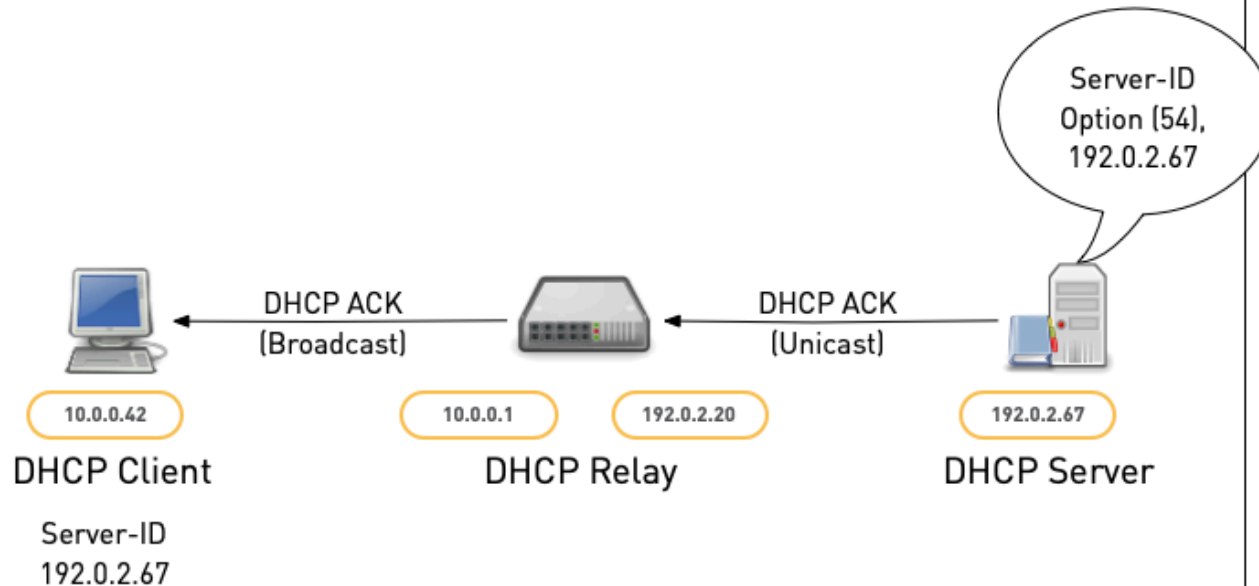 Server-ID
Option (54),
192.0.2.67
DHCP ACK
(Broadcast)
DHCP ACK
(Unicast)
10.0.0.42
10.0.0.1
192.0.2.20
192.0.2.67
DHCP Client
DHCP Relay
DHCP Server
Server-ID
192.0.2.67